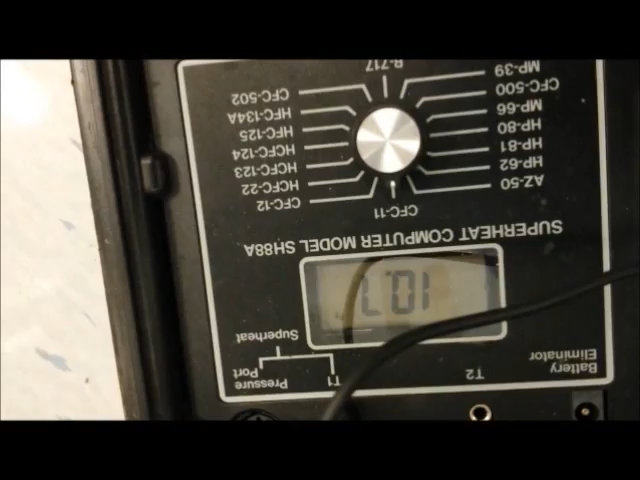 Battery
Eliminator
T2
T1
Pressure
Port
Superheat
SUPERHEAT COMPUTER MODEL SH88A
CFC-11
AZ-50 CFC-12
HP-62 HCFC-22
HP-81 HCFC-123
HP-80 HCFC-124
MP-66 HFC-125
CFC-500 HFC-134A
MP-39 CFC-502
R-717